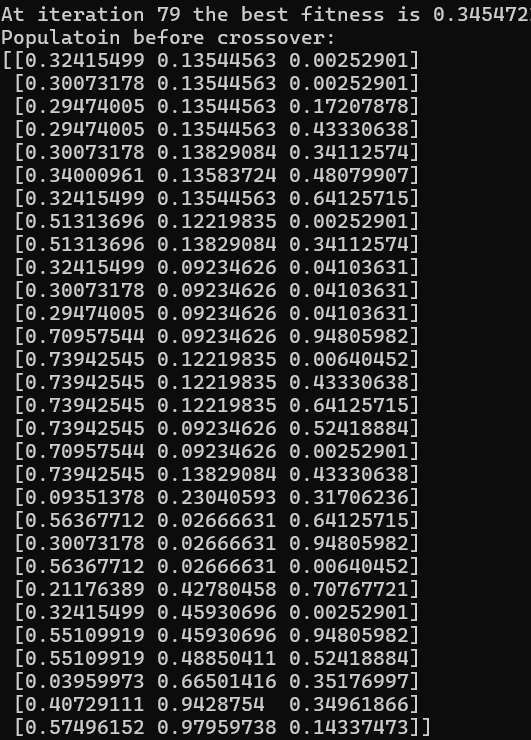 At iteration 79 the best fitness is 0.345472
Populatoin before crossover:
[[0.32415499 0.13544563 0.00252901]
[0.30073178 0.13544563 0.00252901]
[0.29474005 0.13544563 0.17207878]
[0.29474005 0.13544563 0.43330638]
[0.30073178 0.13829084 0.34112574]
[0.34000961 0.13583724 0.48079907]
[0.32415499 0.13544563 0.64125715]
[0.51313696 0.12219835 0.00252901]
[0.51313696 0.13829084 0.34112574]
[0.32415499 0.09234626 0.04103631]
[0.30073178 0.09234626 0.04103631]
[0.29474005 0.09234626 0.04103631]
[0.70957544 0.09234626 0.94805982]
[0.73942545 0.12219835 0.00640452]
[0.73942545 0.12219835 0.43330638]
[0.73942545 0.12219835 0.64125715]
[0.73942545 0.09234626 0.52418884]
[0.70957544 0.09234626 0.00252901]
[0.73942545 0.13829084 0.43330638]
[0.09351378 0.23040593 0.31706236]
[0.56367712 0.02666631 0.64125715]
[0.30073178 0.02666631 0.94805982]
[0.56367712 0.02666631 0.00640452]
[0.21176389 0.42780458 0.70767721]
[0.32415499 0.45930696 0.00252901]
[0.55109919 0.45930696 0.94805982]
[0.55109919 0.48850411 0.52418884]
[0.03959973 0.66501416 0.35176997]
[0.40729111 0.9428754  0.34961866]
[0.57496152 0.97959738 0.14337473]]